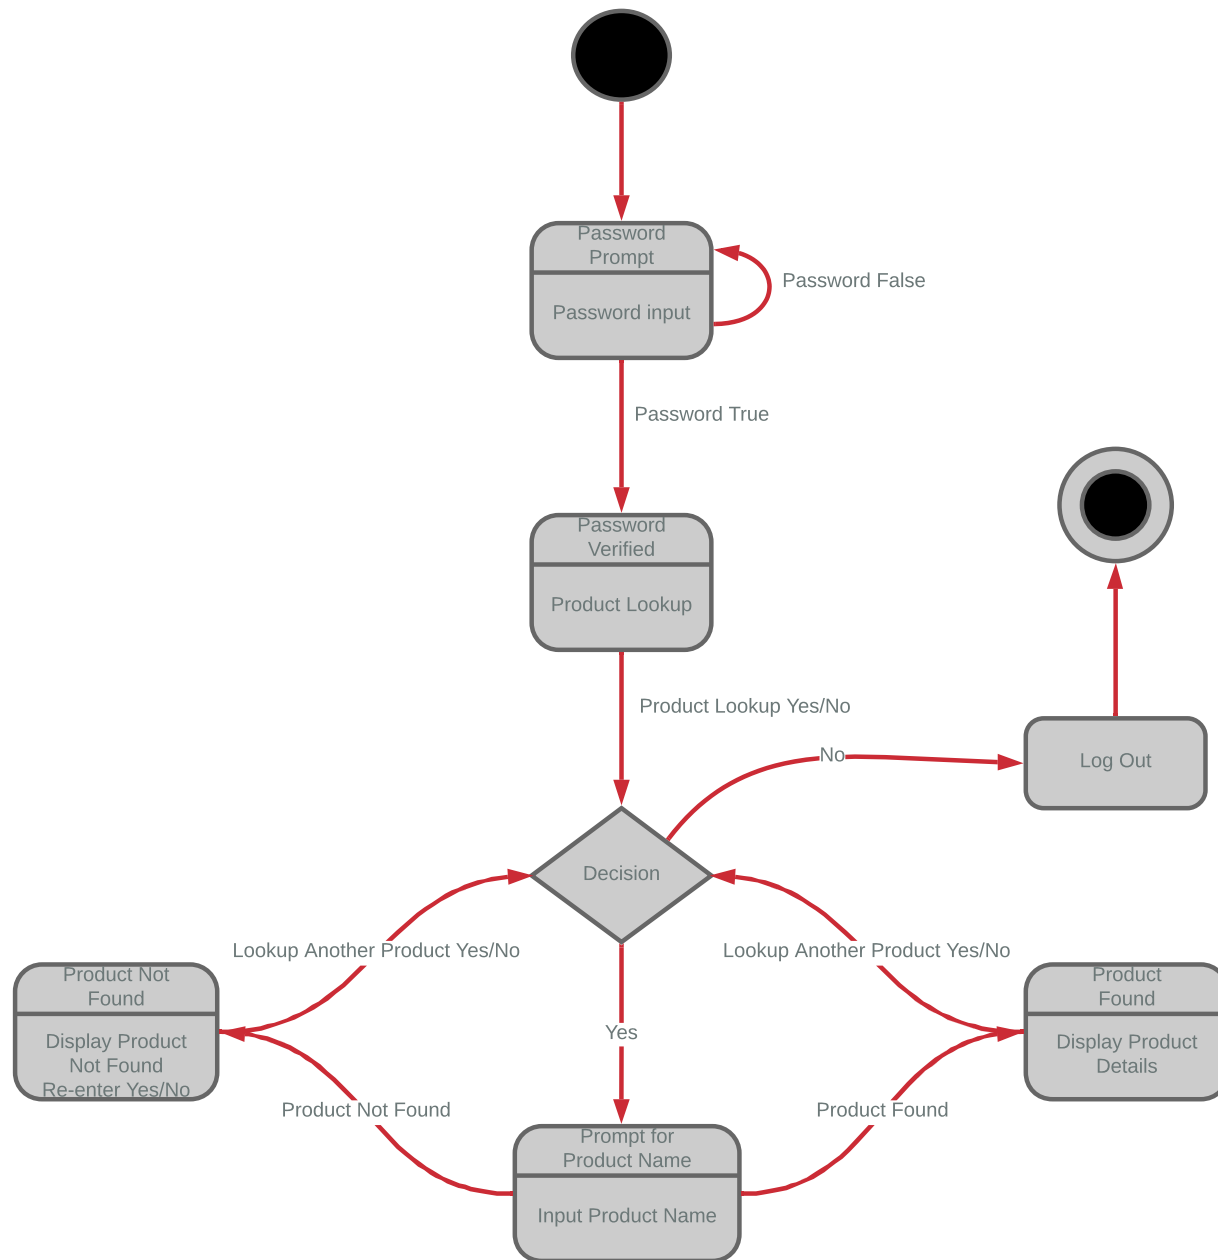 Password
Prompt
Password input
Password False
Password True
Password
Verified
Product Lookup
Product Lookup Yes/No
No
Log Out
Decision
Lookup Another Product Yes/No
Lookup Another Product Yes/No
Product Not
Found
Display Product
Not Found
Re-enter Yes/No
Yes
Product
Found
Display Product
Details
Product Not Found
Product Found
Prompt for
Product Name
Input Product Name